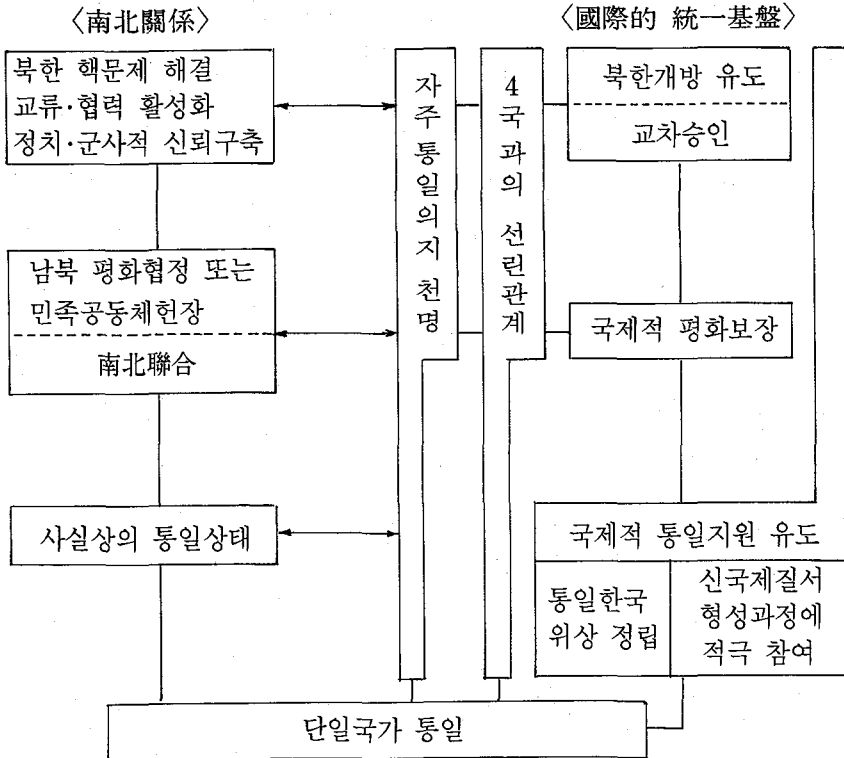 〈南北關係〉
북한 핵문제 해결
교류·협력 활성화
정치·군사적 신뢰구축
남북 평화협정 또는
민족공동체헌장
南北聯合
사실상의 통일상태
자주 통일의지 천명
4국과의 선린관계
〈國際的 統一基盤〉
북한개방 유도
교차승인
국제적 평화보장
국제적 통일지원 유도
통일한국
위상 정립
신국제질서
형성과정에
적극 참여
단일국가 통일